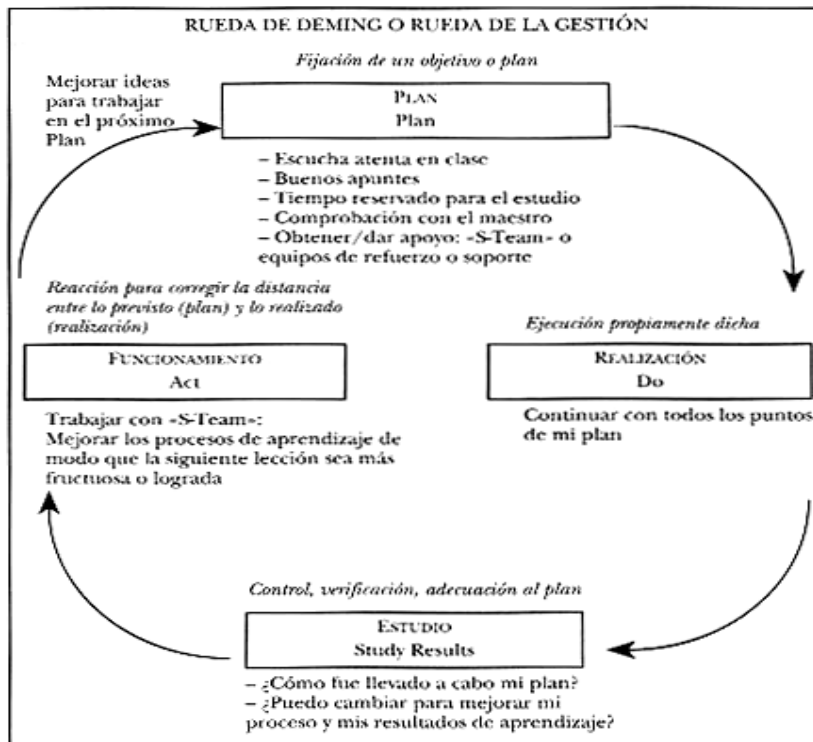 RUEDA DE DEMING O RUEDA DE LA GESTIÓN
Fijación de un objetivo o plan
Mejorar ideas
para trabajar
en el próximo
Plan
PLAN
Plan
– Escucha atenta en clase
– Buenos apuntes
– Tiempo reservado para el estudio
– Comprobación con el maestro
– Obtener/dar apoyo: «S-Team» o
equipos de refuerzo o soporte
Reacción para corregir la distancia
entre lo previsto (plan) y lo realizado
(realización)
FUNCIONAMIENTO
Act
Trabajar con «S-Team»:
Mejorar los procesos de aprendizaje de
modo que la siguiente lección sea más
fructuosa o lograda
Ejecución propiamente dicha
REALIZACIÓN
Do
Continuar con todos los puntos
de mi plan
Control, verificación, adecuación al plan
ESTUDIO
Study Results
– ¿Cómo fue llevado a cabo mi plan?
– ¿Puedo cambiar para mejorar mi
proceso y mis resultados de aprendizaje?